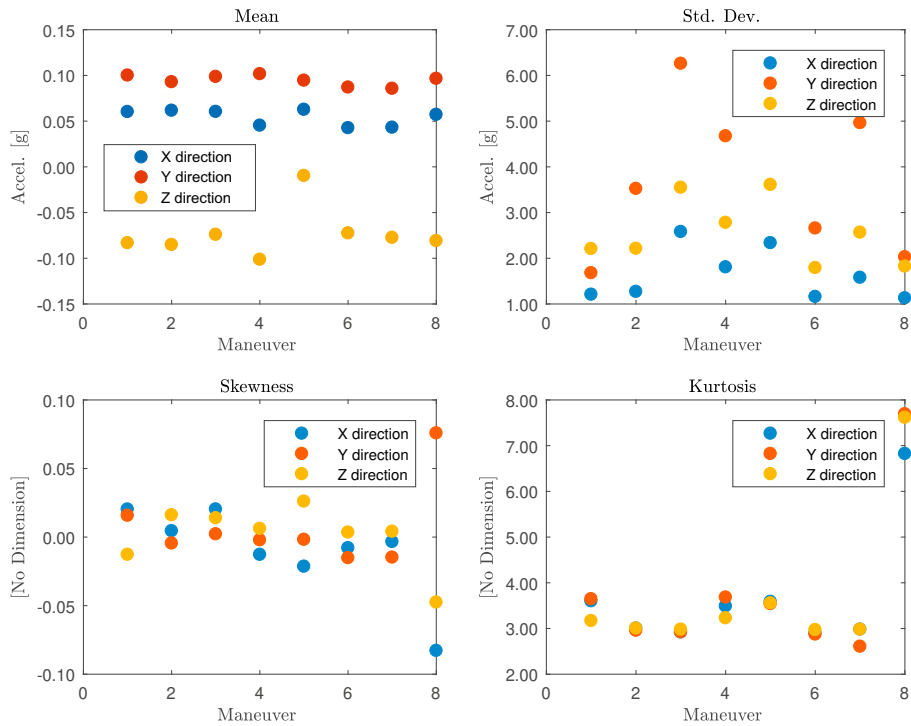 Mean
0.15
0.10
0.05
0.00
-0.05
-0.10
-0.15
Accel. [g]
X direction
Y direction
Z direction
0 2 4 6 8
Maneuver
Std. Dev.
7.00
6.00
5.00
4.00
3.00
2.00
1.00
Accel. [g]
X direction
Y direction
Z direction
0 2 4 6 8
Maneuver
Skewness
0.10
0.05
0.00
-0.05
-0.10
[No Dimension]
X direction
Y direction
Z direction
0 2 4 6 8
Maneuver
Kurtosis
8.00
7.00
6.00
5.00
4.00
3.00
2.00
[No Dimension]
X direction
Y direction
Z direction
0 2 4 6 8
Maneuver